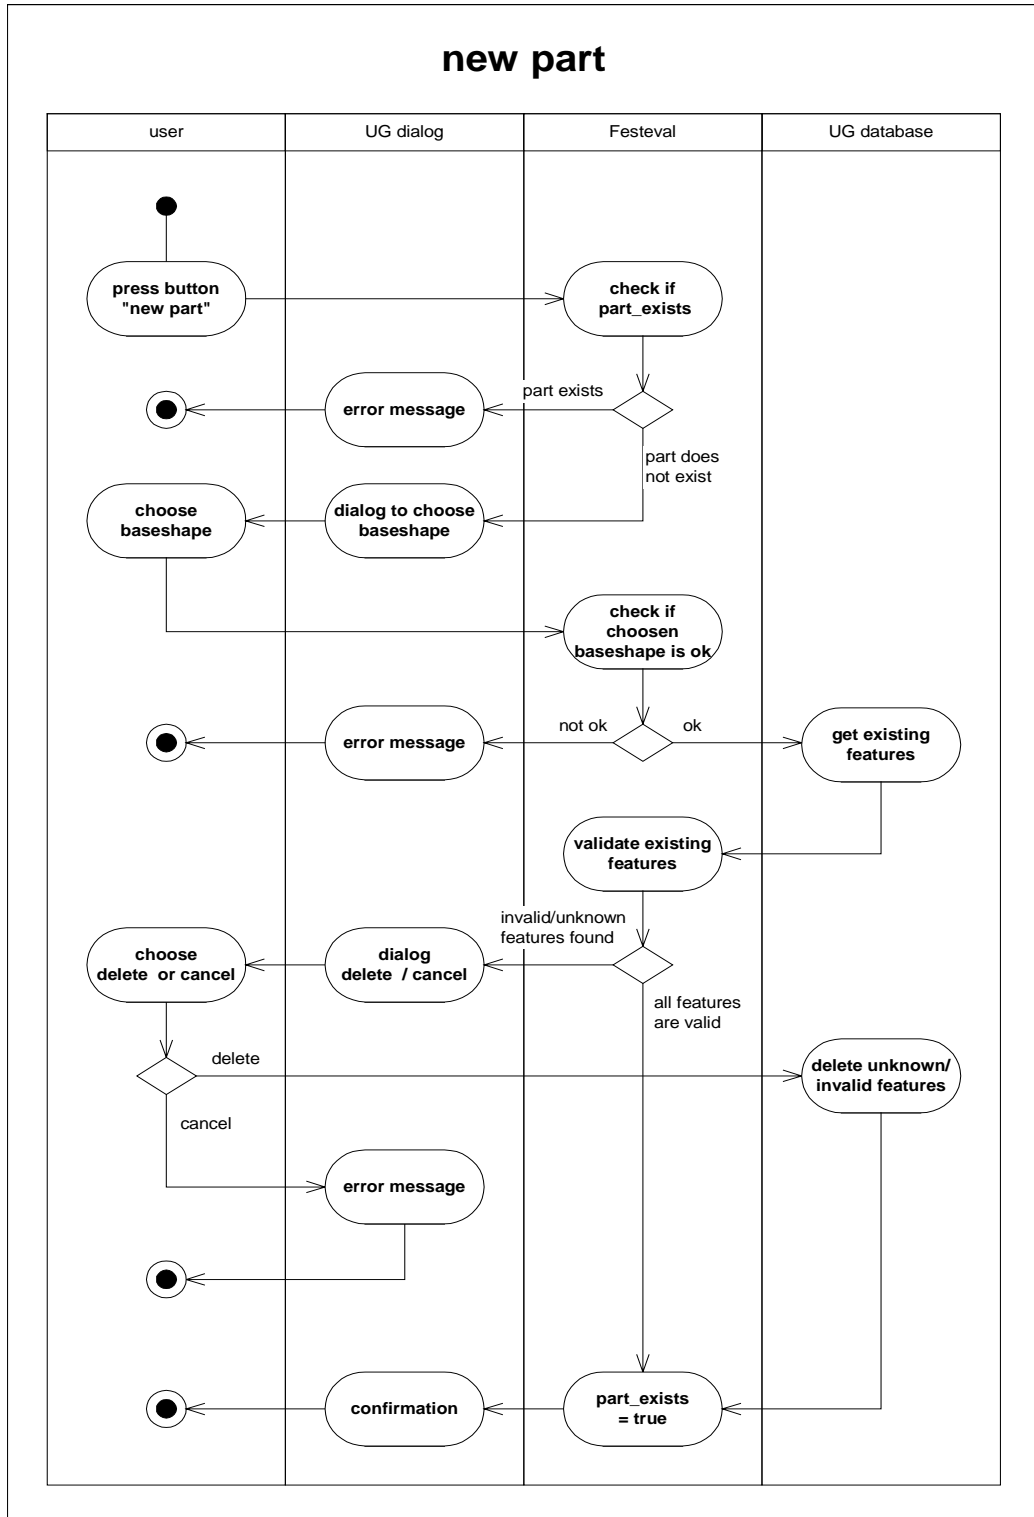 new part
user
UG dialog
Festeval
UG database
press button
"new part"
check if
part_exists
part exists
error message
part does
not exist
choose
baseshape
dialog to choose
baseshape
check if
choosen
baseshape is ok
not ok
ok
error message
get existing
features
validate existing
features
invalid/unknown
features found
choose
delete or cancel
dialog
delete / cancel
all features
are valid
delete
delete unknown/
invalid features
cancel
error message
confirmation
part_exists
= true